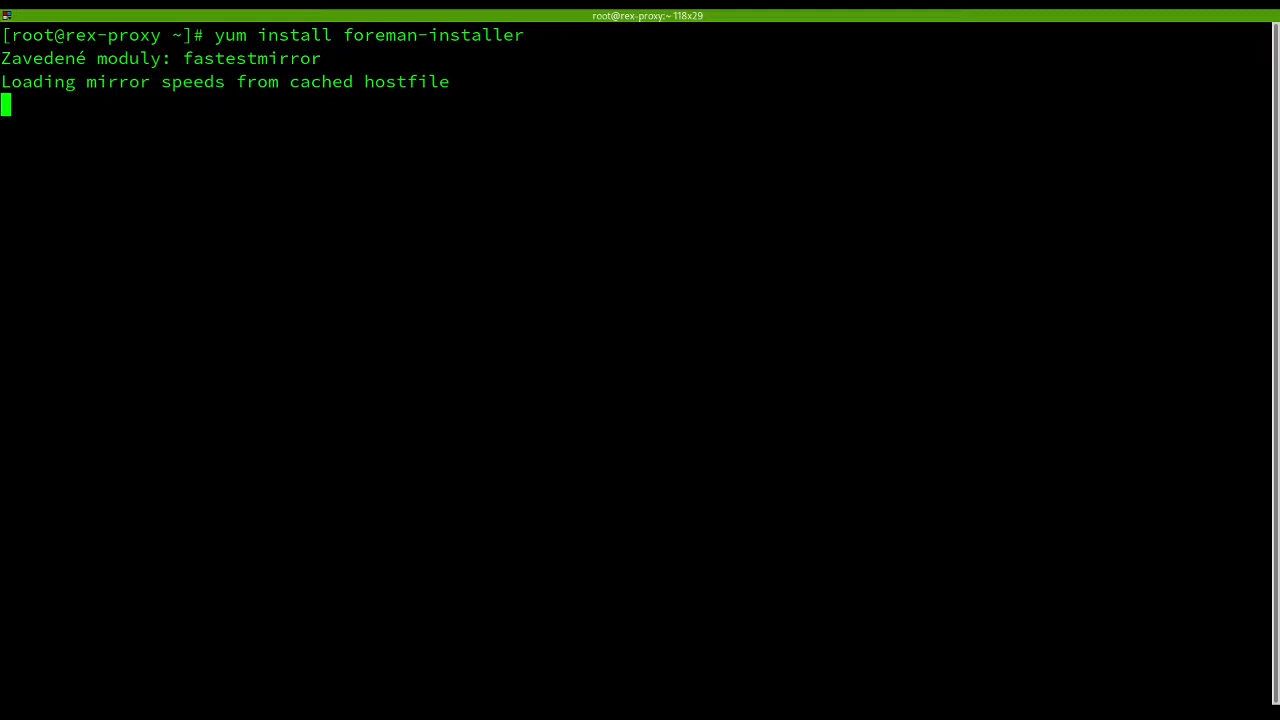 root@rex-proxy:~ 118x29
[root@rex-proxy ~]# yum install foreman-installer
Zavedené moduly: fastestmirror
Loading mirror speeds from cached hostfile